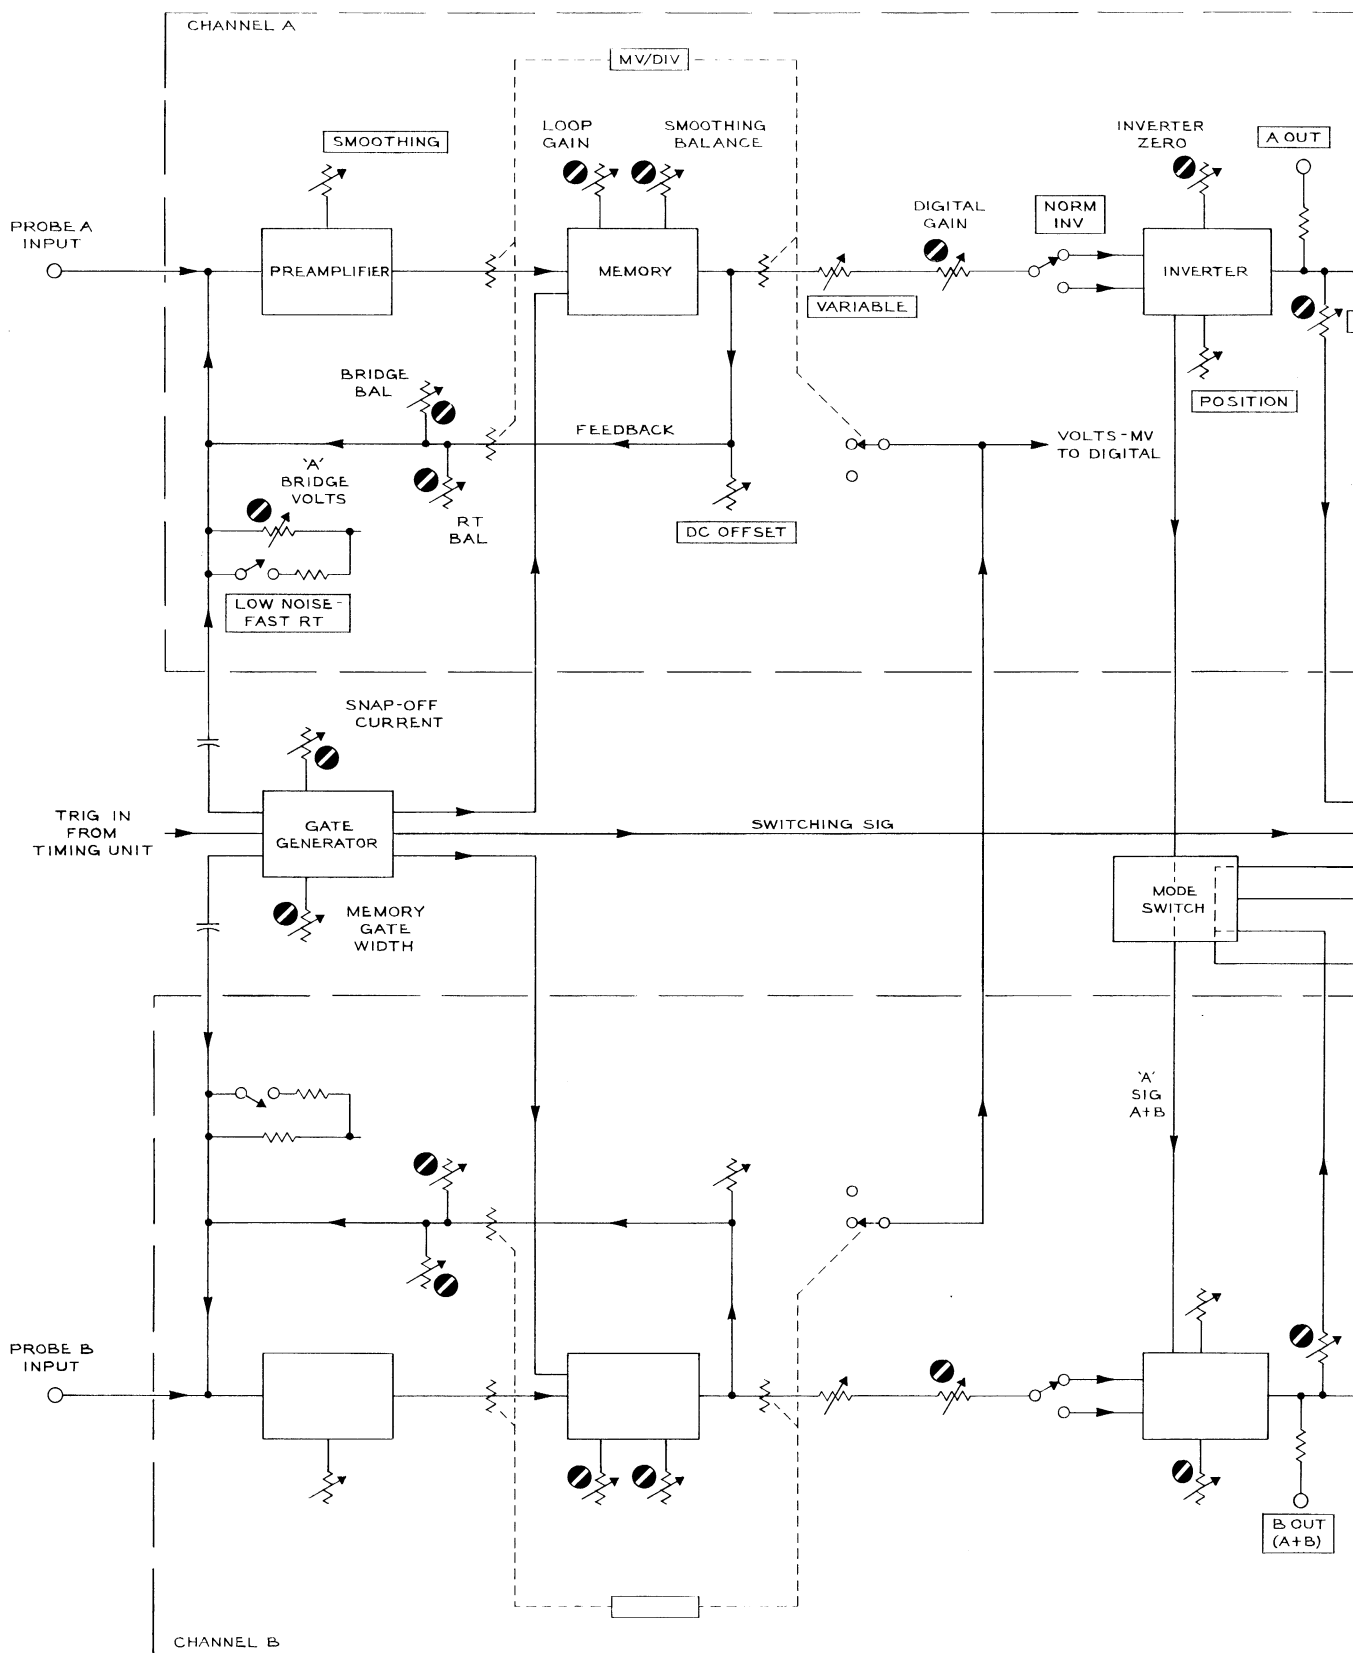 CHANNEL A
MV/DIV
SMOOTHING
LOOP
GAIN
SMOOTHING
BALANCE
INVERTER
ZERO
A OUT
PROBE A
INPUT
DIGITAL
GAIN
NORM
INV
PREAMPLIFIER
MEMORY
INVERTER
VARIABLE
BRIDGE
BAL
POSITION
FEEDBACK
VOLTS-MV
TO DIGITAL
'A'
BRIDGE
VOLTS
RT
BAL
DC OFFSET
LOW NOISE-
FAST RT
SNAP-OFF
CURRENT
TRIG IN
FROM
TIMING UNIT
GATE
GENERATOR
SWITCHING SIG
MODE
SWITCH
MEMORY
GATE
WIDTH
'A'
SIG
A+B
PROBE B
INPUT
B OUT
(A+B)
CHANNEL B